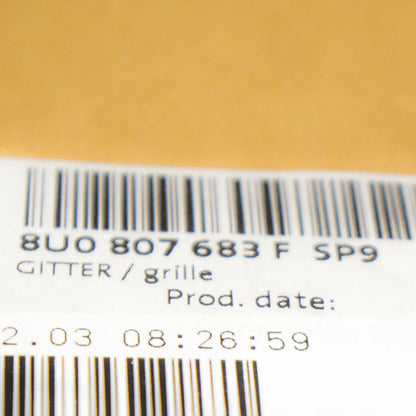 8U0 807 683 F SP9
GITTER / grille
Prod. date:
2.03 08:26:59